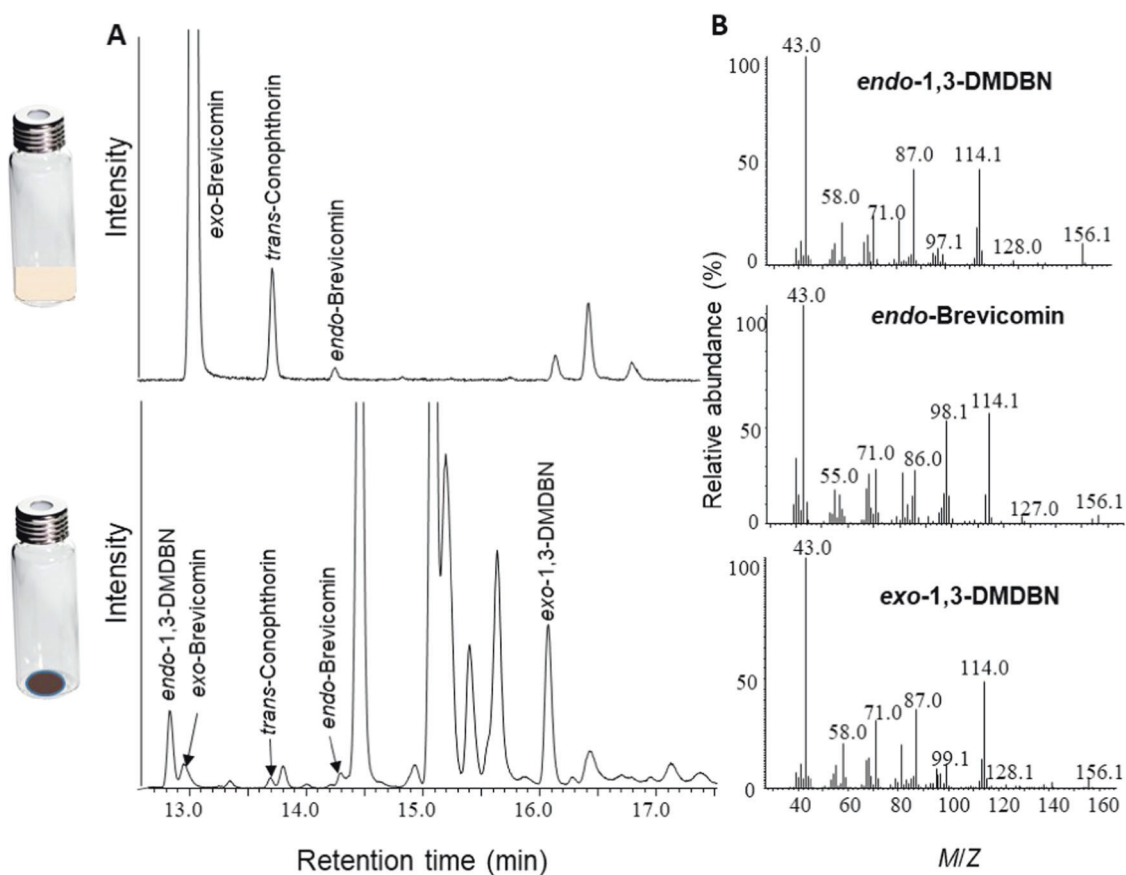 A
Intensity
exo-Brevicomin
trans-Conophthorin
endo-Brevicomin
Intensity
endo-1,3-DMDBN
exo-Brevicomin
trans-Conophthorin
endo-Brevicomin
exo-1,3-DMDBN
13.0 14.0 15.0 16.0 17.0
Retention time (min)
B
Relative abundance (%)
endo-1,3-DMDBN
100
50
0
43.0
58.0
71.0
87.0
97.1
114.1
128.0
156.1
endo-Brevicomin
100
50
0
43.0
55.0
71.0
86.0
98.1
114.1
127.0
156.1
exo-1,3-DMDBN
100
50
0
43.0
58.0
71.0
87.0
99.1
114.0
128.1
156.1
40 60 80 100 120 140 160
M/Z